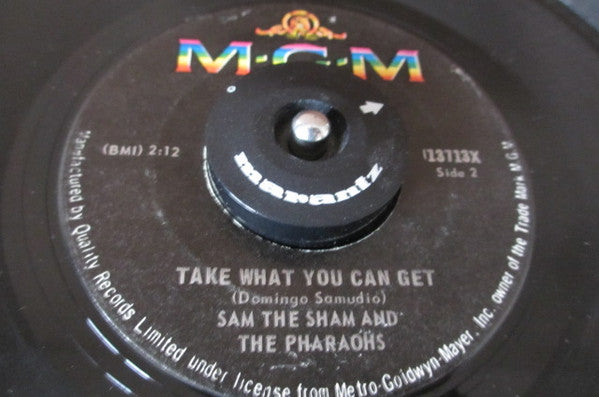 M·G·M
(BMI) 2:12
13713X
Side 2
marantz
TAKE WHAT YOU CAN GET
(Domingo Samudio)
SAM THE SHAM AND
THE PHARAOHS
Manufactured by Quality Records Limited under license from Metro-Goldwyn-Mayer, Inc. owner of the Trade Mark M.G.M